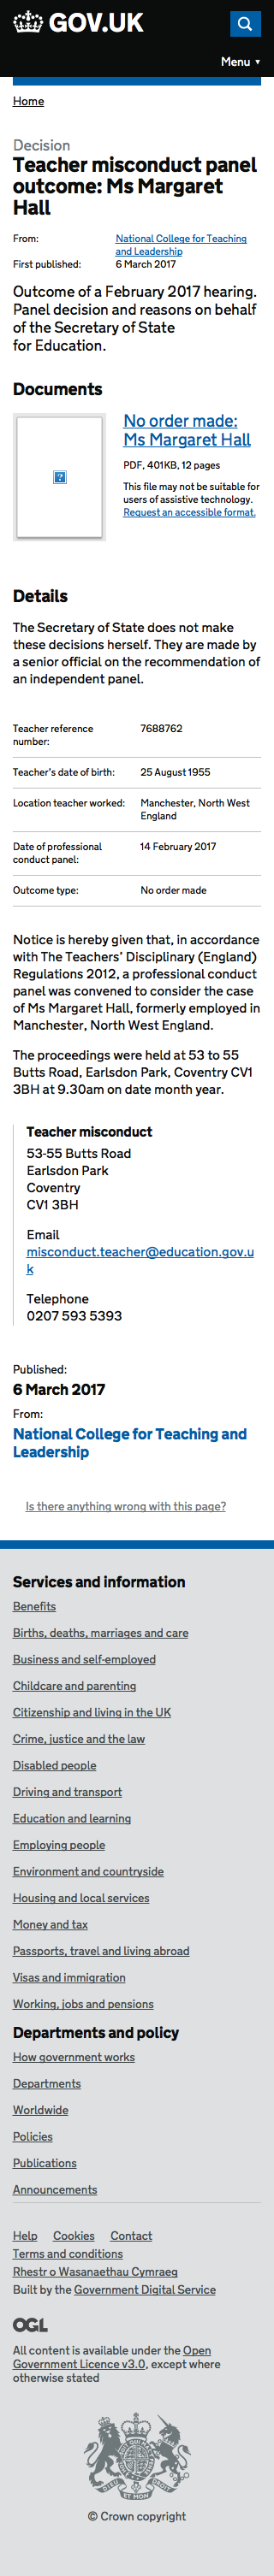 GOV.UK
Menu ▼
Home
Decision
Teacher misconduct panel
outcome: Ms Margaret
Hall
From: National College for Teaching
and Leadership
First published: 6 March 2017
Outcome of a February 2017 hearing.
Panel decision and reasons on behalf
of the Secretary of State
for Education.
Documents
No order made:
Ms Margaret Hall
PDF, 401KB, 12 pages
This file may not be suitable for
users of assistive technology.
Request an accessible format.
Details
The Secretary of State does not make
these decisions herself. They are made by
a senior official on the recommendation of
an independent panel.
Teacher reference 7688762
number:
Teacher's date of birth: 25 August 1955
Location teacher worked: Manchester, North West
England
Date of professional 14 February 2017
conduct panel:
Outcome type: No order made
Notice is hereby given that, in accordance
with The Teachers' Disciplinary (England)
Regulations 2012, a professional conduct
panel was convened to consider the case
of Ms Margaret Hall, formerly employed in
Manchester, North West England.
The proceedings were held at 53 to 55
Butts Road, Earlsdon Park, Coventry CV1
3BH at 9.30am on date month year.
Teacher misconduct
53-55 Butts Road
Earlsdon Park
Coventry
CV1 3BH
Email
misconduct.teacher@education.gov.u
k
Telephone
0207 593 5393
Published:
6 March 2017
From:
National College for Teaching and
Leadership
Is there anything wrong with this page?
Services and information
Benefits
Births, deaths, marriages and care
Business and self-employed
Childcare and parenting
Citizenship and living in the UK
Crime, justice and the law
Disabled people
Driving and transport
Education and learning
Employing people
Environment and countryside
Housing and local services
Money and tax
Passports, travel and living abroad
Visas and immigration
Working, jobs and pensions
Departments and policy
How government works
Departments
Worldwide
Policies
Publications
Announcements
Help Cookies Contact
Terms and conditions
Rhestr o Wasanaethau Cymraeg
Built by the Government Digital Service
OGL
All content is available under the Open
Government Licence v3.0, except where
otherwise stated
© Crown copyright